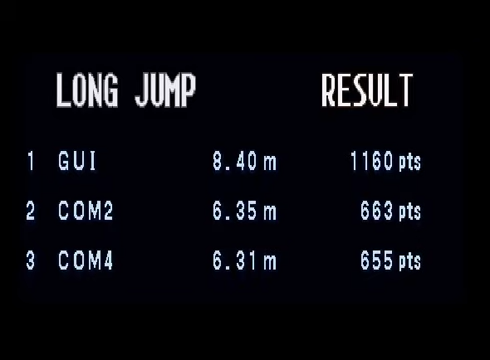 LONG JUMP RESULT
1 GUI 8.40 m 1160 pts
2 COM2 6.35 m 663 pts
3 COM4 6.31 m 655 pts